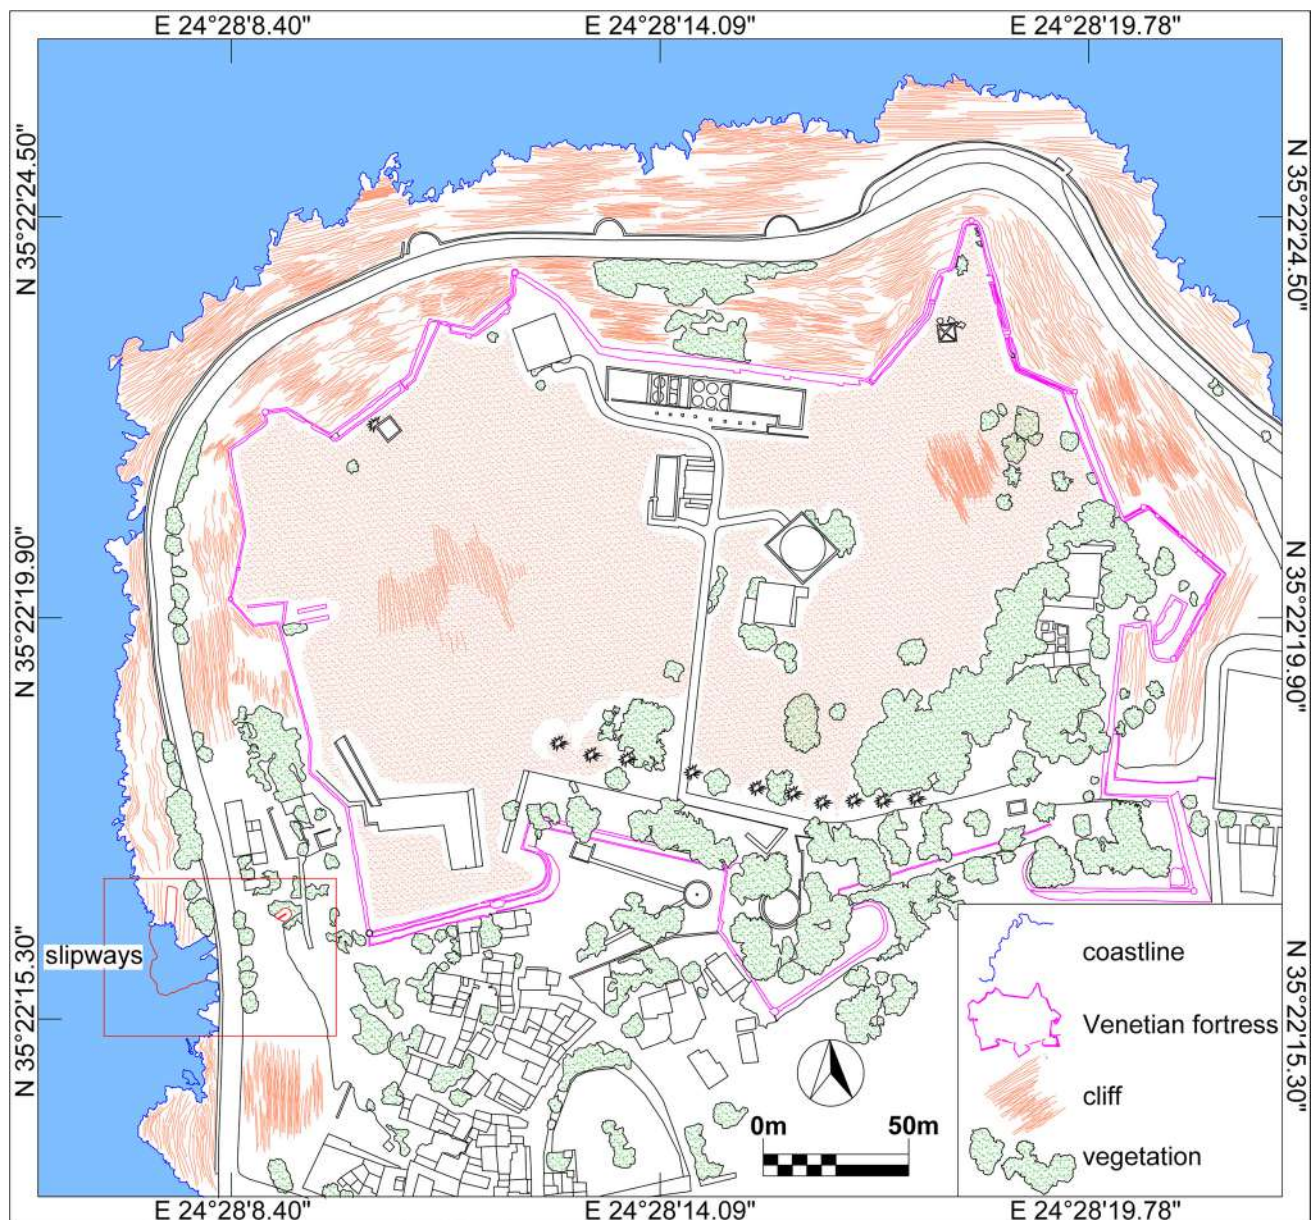 E 24°28'8.40"
E 24°28'14.09"
E 24°28'19.78"
N 35°22'24.50"
N 35°22'24.50"
N 35°22'19.90"
N 35°22'19.90"
slipways
N 35°22'15.30"
N 35°22'15.30"
coastline
Venetian fortress
cliff
vegetation
0m
50m
E 24°28'8.40"
E 24°28'14.09"
E 24°28'19.78"